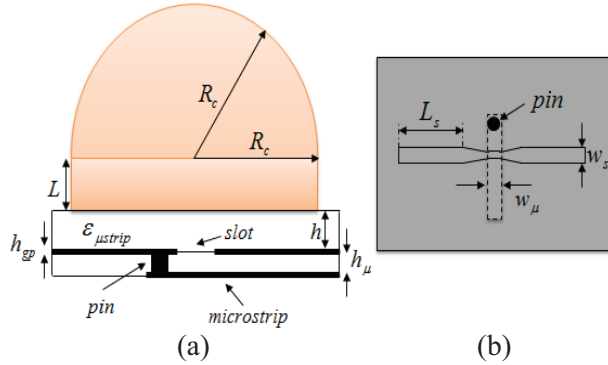 R_c
R_c
L
ε_μstrip
h
slot
h_gp
h_μ
pin
microstrip
(a)
pin
L_s
w_s
w_μ
(b)